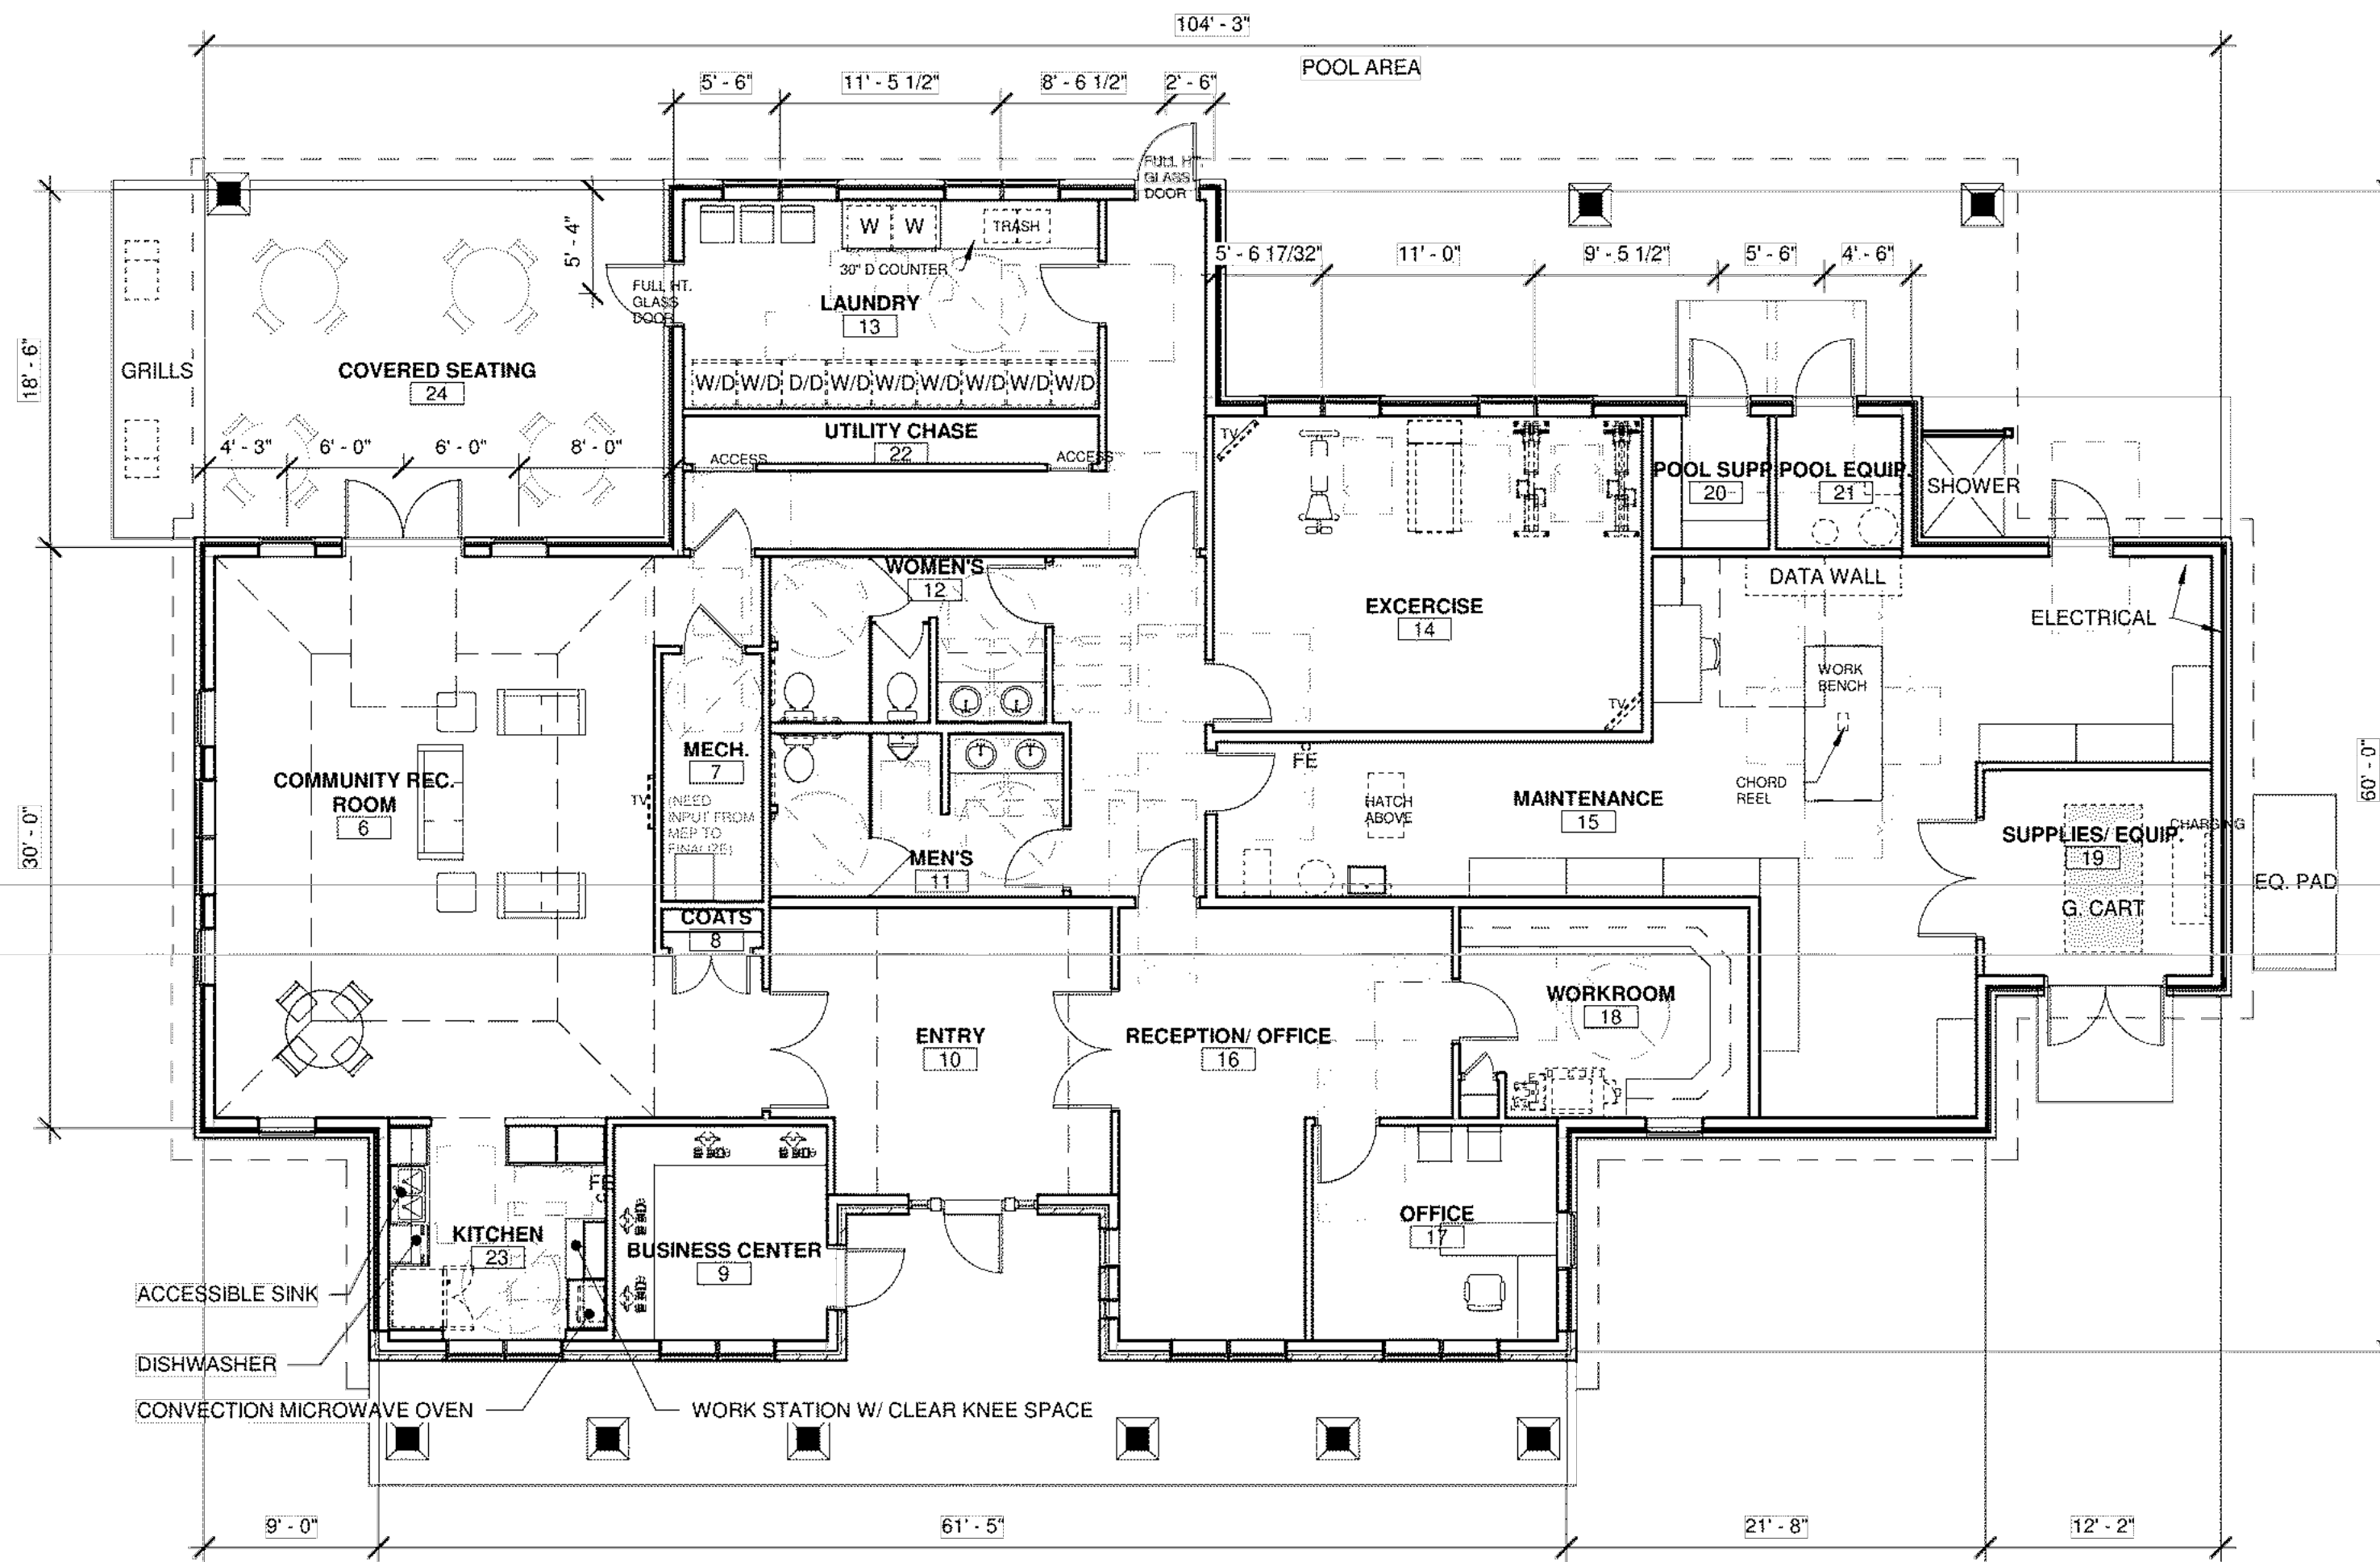 104' - 3"
POOL AREA
5' - 6"
11' - 5 1/2"
8' - 6 1/2"
2' - 6"
FULL HT.
GLASS
DOOR
W
W
TRASH
5' - 4"
30" D COUNTER
5' - 6 17/32"
11' - 0"
9' - 5 1/2"
5' - 6"
4' - 6"
FULL HT.
GLASS
DOOR
LAUNDRY
13
18' - 6"
GRILLS
COVERED SEATING
24
W/D
W/D
D/D
W/D
W/D
W/D
W/D
W/D
W/D
4' - 3"
6' - 0"
6' - 0"
8' - 0"
UTILITY CHASE
22
ACCESS
ACCESS
TV
POOL SUPP
20
POOL EQUIP.
21
SHOWER
WOMEN'S
12
DATA WALL
EXCERCISE
14
ELECTRICAL
WORK
BENCH
TV
MECH.
7
FE
60' - 0"
COMMUNITY REC.
ROOM
6
TV
(NEED
INPUT FROM
MEP TO
FINALIZE)
HATCH
ABOVE
CHORD
REEL
MAINTENANCE
15
30' - 0"
CHARGING
SUPPLIES/ EQUIP.
19
MEN'S
11
EQ. PAD
G. CART
COATS
8
WORKROOM
18
ENTRY
10
RECEPTION/ OFFICE
16
FE
OFFICE
17
KITCHEN
23
BUSINESS CENTER
9
ACCESSIBLE SINK
DISHWASHER
CONVECTION MICROWAVE OVEN
WORK STATION W/ CLEAR KNEE SPACE
9' - 0"
61' - 5"
21' - 8"
12' - 2"